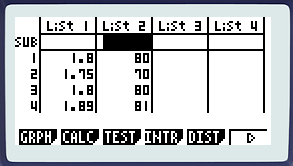 List 1 List 2 List 3 List 4
SUB
1 1.8 80
2 1.75 70
3 1.8 80
4 1.89 81
GRPH CALC TEST INTR DIST ▷